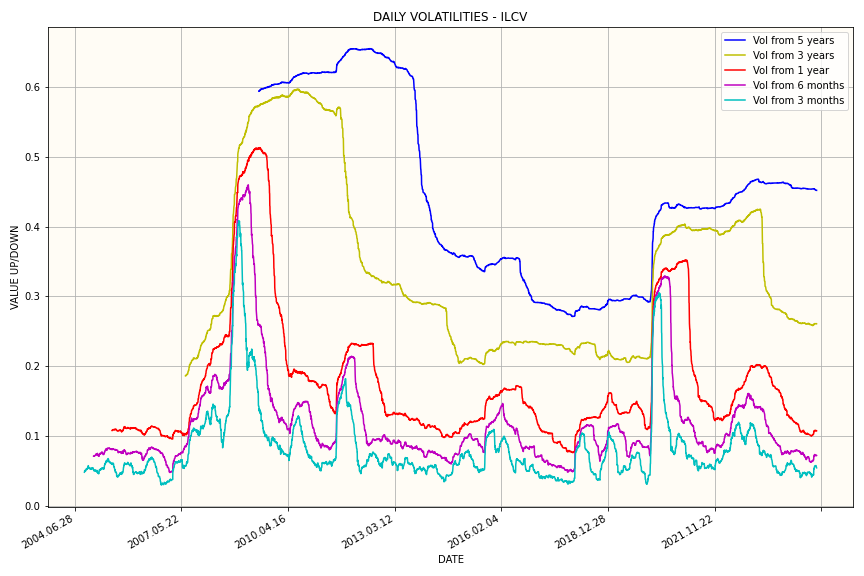 DAILY VOLATILITIES - ILCV
Vol from 5 years
Vol from 3 years
Vol from 1 year
Vol from 6 months
Vol from 3 months
VALUE UP/DOWN
0.6
0.5
0.4
0.3
0.2
0.1
0.0
2004.06.28
2007.05.22
2010.04.16
2013.03.12
2016.02.04
2018.12.28
2021.11.22
DATE